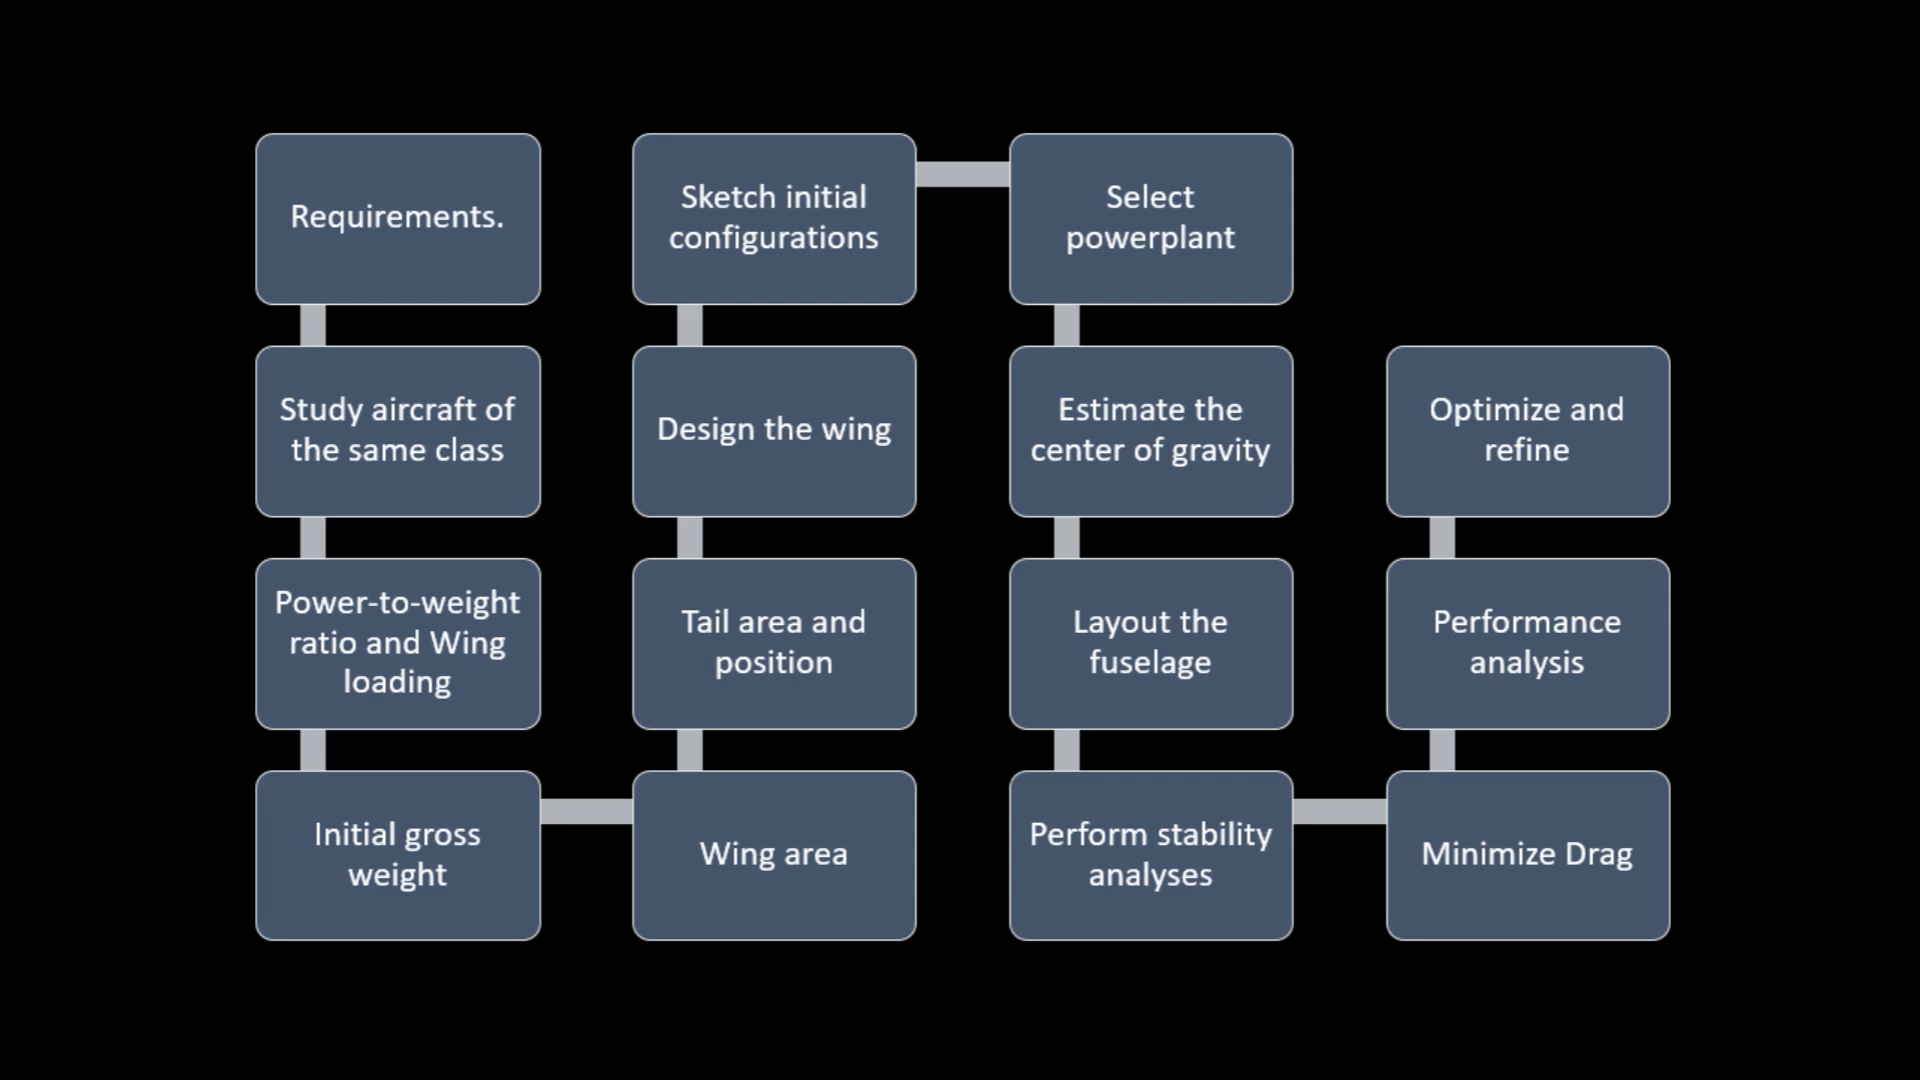 Requirements.
Study aircraft of
the same class
Power-to-weight
ratio and Wing
loading
Initial gross
weight
Wing area
Tail area and
position
Design the wing
Sketch initial
configurations
Select
powerplant
Estimate the
center of gravity
Layout the
fuselage
Perform stability
analyses
Minimize Drag
Performance
analysis
Optimize and
refine